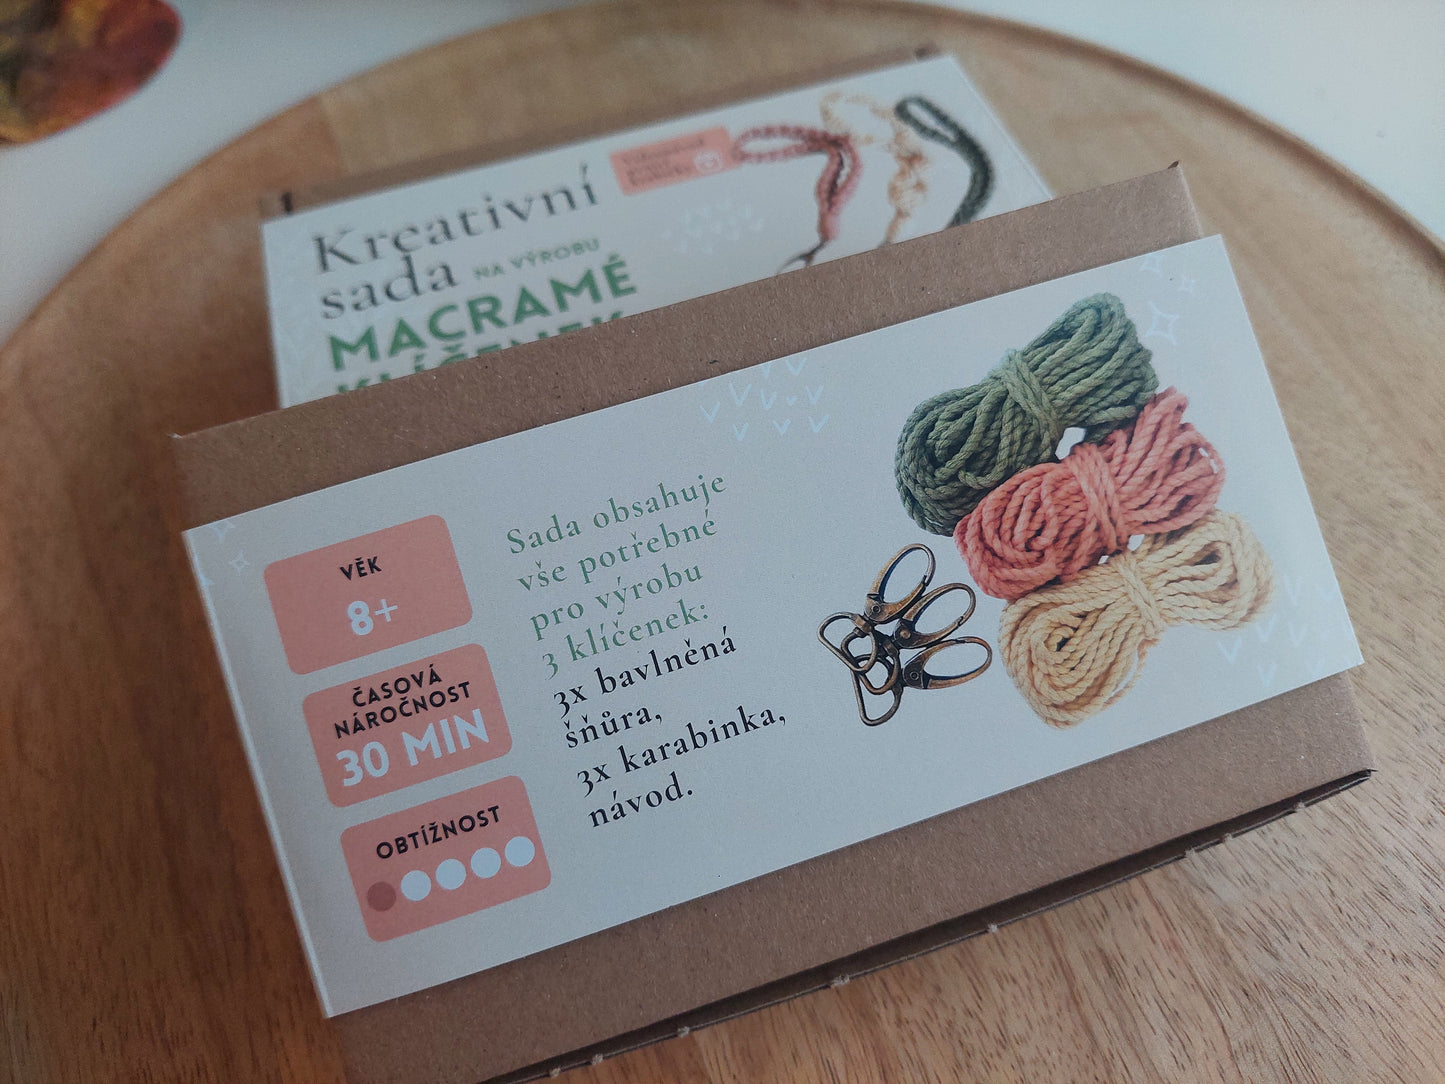 Kreativní
sada NA VÝROBU
MACRAMÉ
KLÍČENEK
VĚK
8+
ČASOVÁ
NÁROČNOST
30 MIN
OBTÍŽNOST
Sada obsahuje
vše potřebné
pro výrobu
3 klíčenek:
3x bavlněná
šňůra,
3x karabinka,
návod.